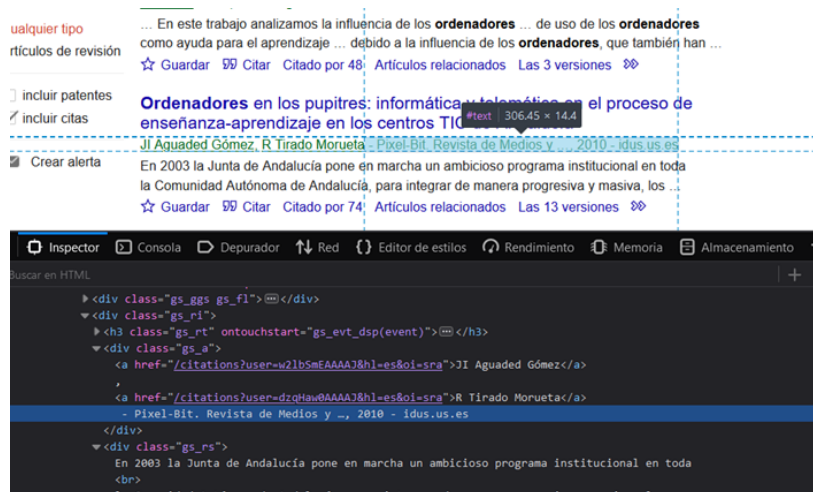 ... En este trabajo analizamos la influencia de los ordenadores ... de uso de los ordenadores
ualquier tipo
como ayuda para el aprendizaje ... debido a la influencia de los ordenadores, que también han ...
rtículos de revisión
Guardar Citar Citado por 48 Artículos relacionados Las 3 versiones
incluir patentes
incluir citas
Ordenadores en los pupitres: informática y telemática en el proceso de
#text 306.45 × 14.4
enseñanza-aprendizaje en los centros TIC de
JI Aguaded Gómez, R Tirado Morueta - Pixel-Bit. Revista de Medios y ..., 2010 - idus.us.es
Crear alerta
En 2003 la Junta de Andalucía pone en marcha un ambicioso programa institucional en toda
la Comunidad Autónoma de Andalucía, para integrar de manera progresiva y masiva, los ...
Guardar Citar Citado por 74 Artículos relacionados Las 13 versiones
Inspector Consola Depurador Red Editor de estilos Rendimiento Memoria Almacenamiento
Buscar en HTML
<div class="gs_ggs gs_fl"></div>
<div class="gs_ri">
<h3 class="gs_rt" ontouchstart="gs_evt_dsp(event)"></h3>
<div class="gs_a">
<a href="/citations?user=w2lbSmEAAAAJ&hl=es&oi=sra">JI Aguaded Gómez</a>
,
<a href="/citations?user=dzqHaw0AAAAJ&hl=es&oi=sra">R Tirado Morueta</a>
- Pixel-Bit. Revista de Medios y …, 2010 - idus.us.es
</div>
<div class="gs_rs">
En 2003 la Junta de Andalucía pone en marcha un ambicioso programa institucional en toda
<br>